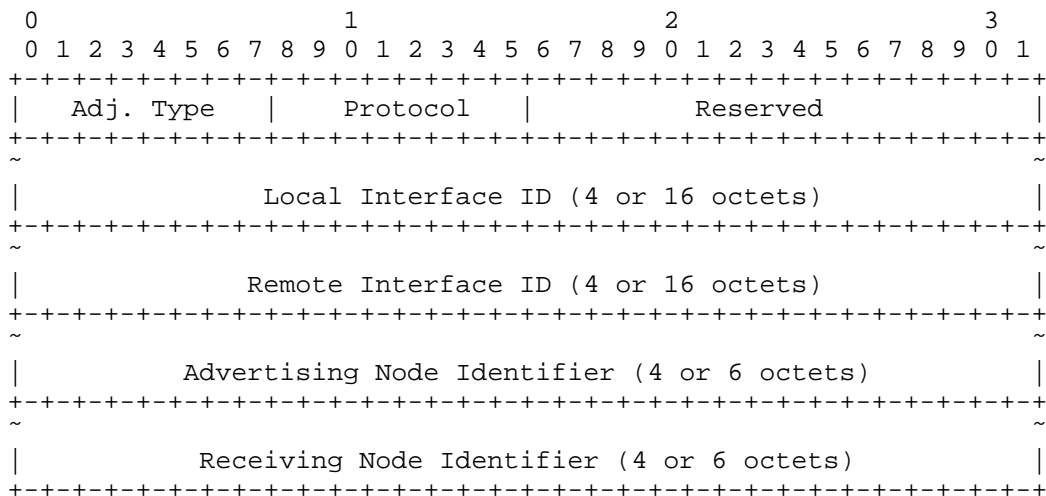 0                   1                   2                   3
 0 1 2 3 4 5 6 7 8 9 0 1 2 3 4 5 6 7 8 9 0 1 2 3 4 5 6 7 8 9 0 1
+-+-+-+-+-+-+-+-+-+-+-+-+-+-+-+-+-+-+-+-+-+-+-+-+-+-+-+-+-+-+-+-+
|   Adj. Type   |    Protocol   |          Reserved             |
+-+-+-+-+-+-+-+-+-+-+-+-+-+-+-+-+-+-+-+-+-+-+-+-+-+-+-+-+-+-+-+-+
~                                                               ~
|               Local Interface ID (4 or 16 octets)             |
+-+-+-+-+-+-+-+-+-+-+-+-+-+-+-+-+-+-+-+-+-+-+-+-+-+-+-+-+-+-+-+-+
~                                                               ~
|              Remote Interface ID (4 or 16 octets)             |
+-+-+-+-+-+-+-+-+-+-+-+-+-+-+-+-+-+-+-+-+-+-+-+-+-+-+-+-+-+-+-+-+
~                                                               ~
|          Advertising Node Identifier (4 or 6 octets)          |
+-+-+-+-+-+-+-+-+-+-+-+-+-+-+-+-+-+-+-+-+-+-+-+-+-+-+-+-+-+-+-+-+
~                                                               ~
|           Receiving Node Identifier (4 or 6 octets)           |
+-+-+-+-+-+-+-+-+-+-+-+-+-+-+-+-+-+-+-+-+-+-+-+-+-+-+-+-+-+-+-+-+